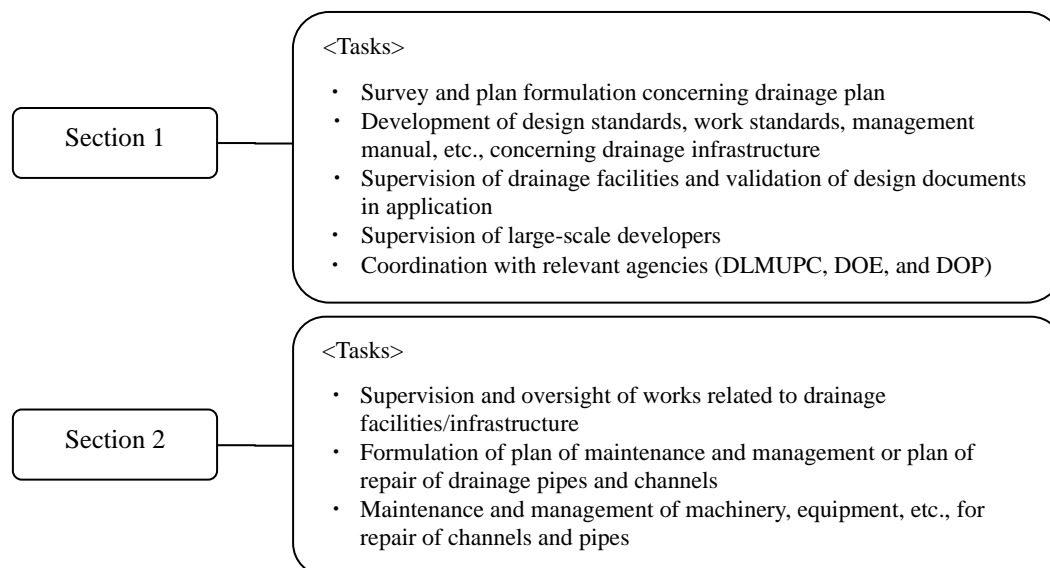 <Tasks>
Section 1
・ Survey and plan formulation concerning drainage plan
・ Development of design standards, work standards, management
manual, etc., concerning drainage infrastructure
・ Supervision of drainage facilities and validation of design documents
in application
・ Supervision of large-scale developers
・ Coordination with relevant agencies (DLMUPC, DOE, and DOP)
<Tasks>
Section 2
・ Supervision and oversight of works related to drainage
facilities/infrastructure
・ Formulation of plan of maintenance and management or plan of
repair of drainage pipes and channels
・ Maintenance and management of machinery, equipment, etc., for
repair of channels and pipes